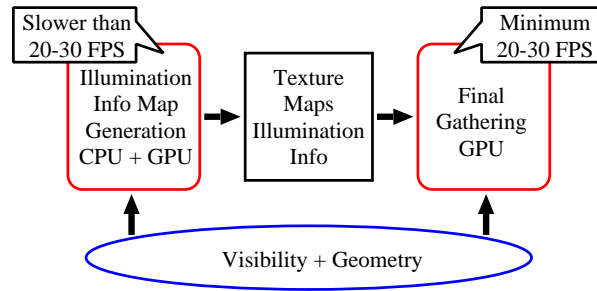 Slower than
20-30 FPS
Illumination
Info Map
Generation
CPU + GPU
Texture
Maps
Illumination
Info
Minimum
20-30 FPS
Final
Gathering
GPU
Visibility + Geometry